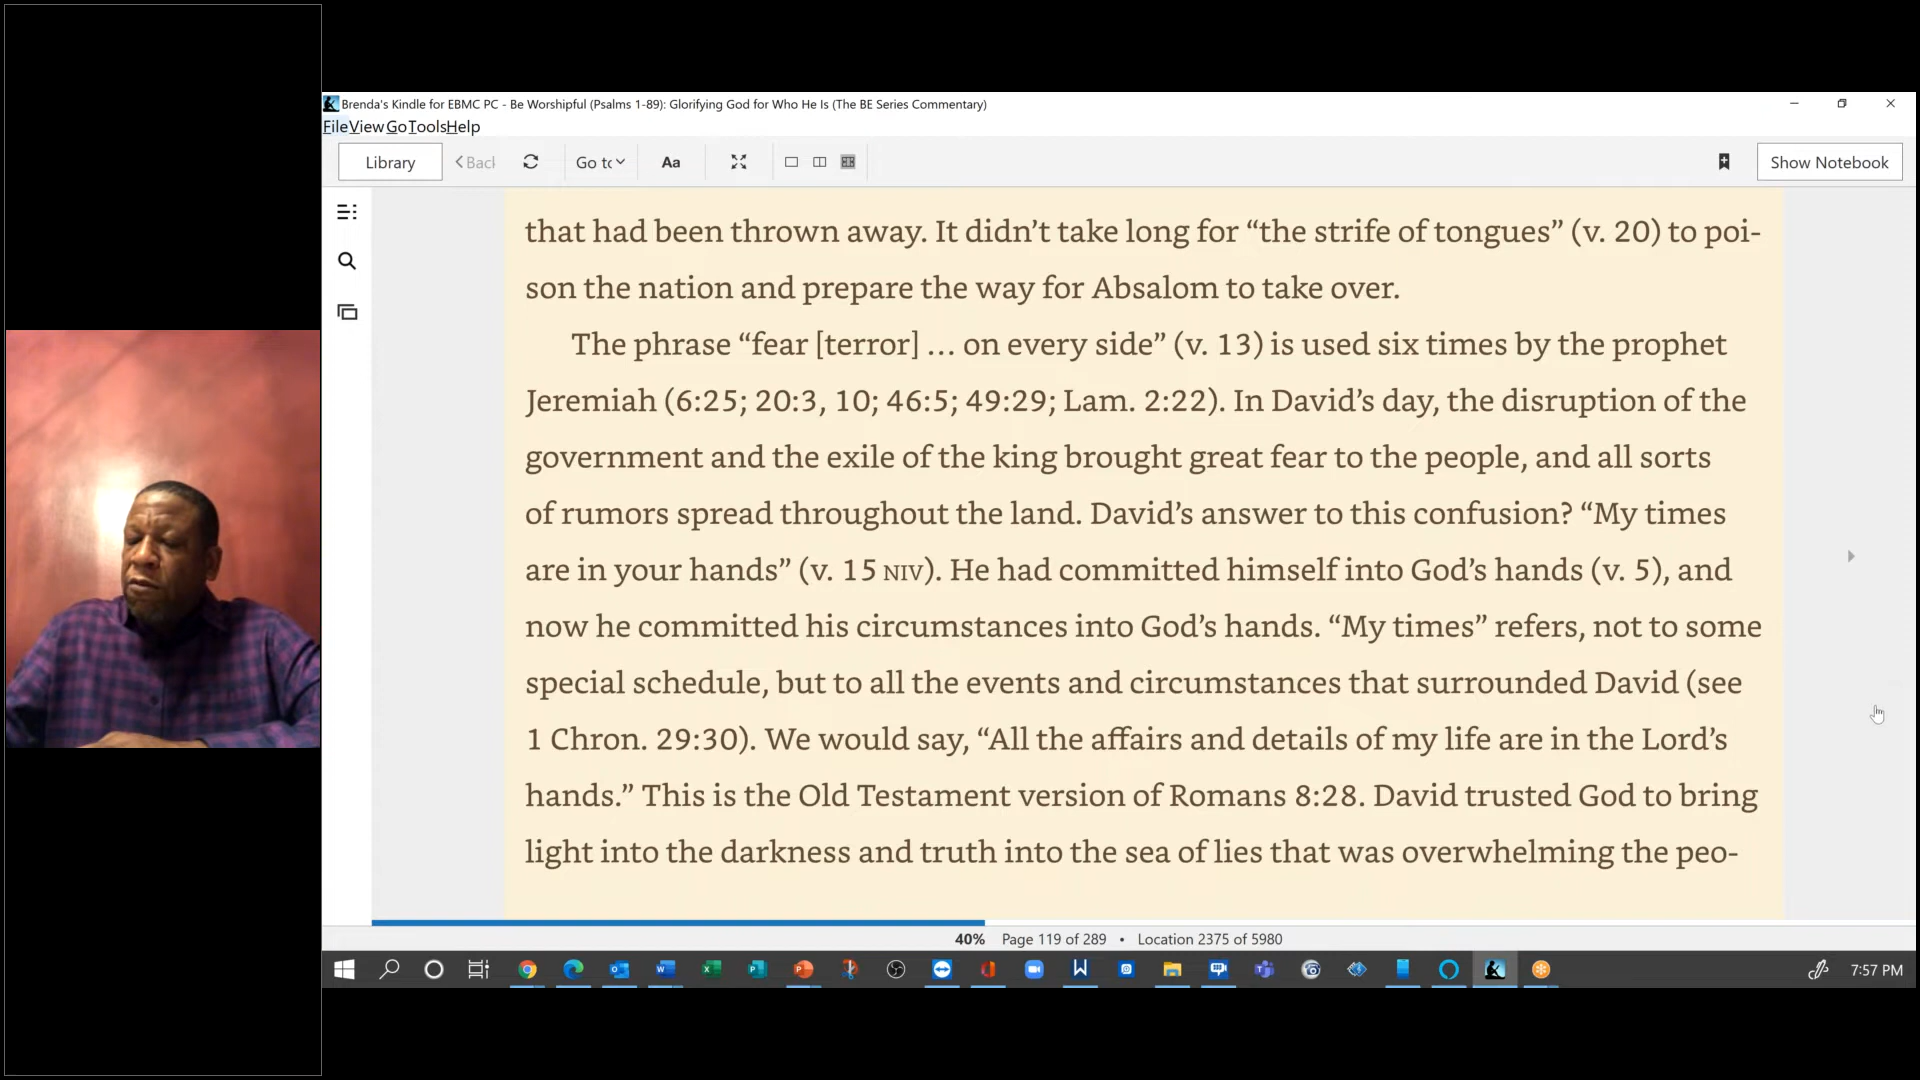 Brenda's Kindle for EBMC PC - Be Worshipful (Psalms 1-89): Glorifying God for Who He Is (The BE Series Commentary)
File View Go Tools Help
Library
Back
Go to
Aa
Show Notebook
that had been thrown away. It didn’t take long for “the strife of tongues” (v. 20) to poi-
son the nation and prepare the way for Absalom to take over.
The phrase “fear [terror] … on every side” (v. 13) is used six times by the prophet
Jeremiah (6:25; 20:3, 10; 46:5; 49:29; Lam. 2:22). In David’s day, the disruption of the
government and the exile of the king brought great fear to the people, and all sorts
of rumors spread throughout the land. David’s answer to this confusion? “My times
are in your hands” (v. 15 NIV). He had committed himself into God’s hands (v. 5), and
now he committed his circumstances into God’s hands. “My times” refers, not to some
special schedule, but to all the events and circumstances that surrounded David (see
1 Chron. 29:30). We would say, “All the affairs and details of my life are in the Lord’s
hands.” This is the Old Testament version of Romans 8:28. David trusted God to bring
light into the darkness and truth into the sea of lies that was overwhelming the peo-
40% Page 119 of 289 • Location 2375 of 5980
7:57 PM